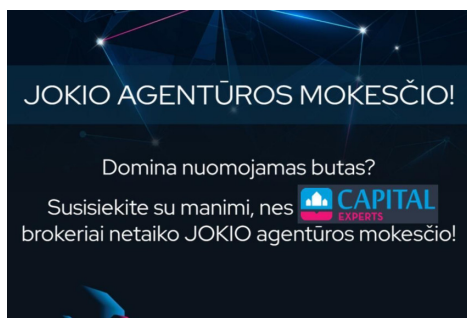 JOKIO AGENTŪROS MOKESČIO!
Domina nuomojamas butas?
Susisiekite su manimi, nes CAPITAL EXPERTS
brokeriai netaiko JOKIO agentūros mokesčio!